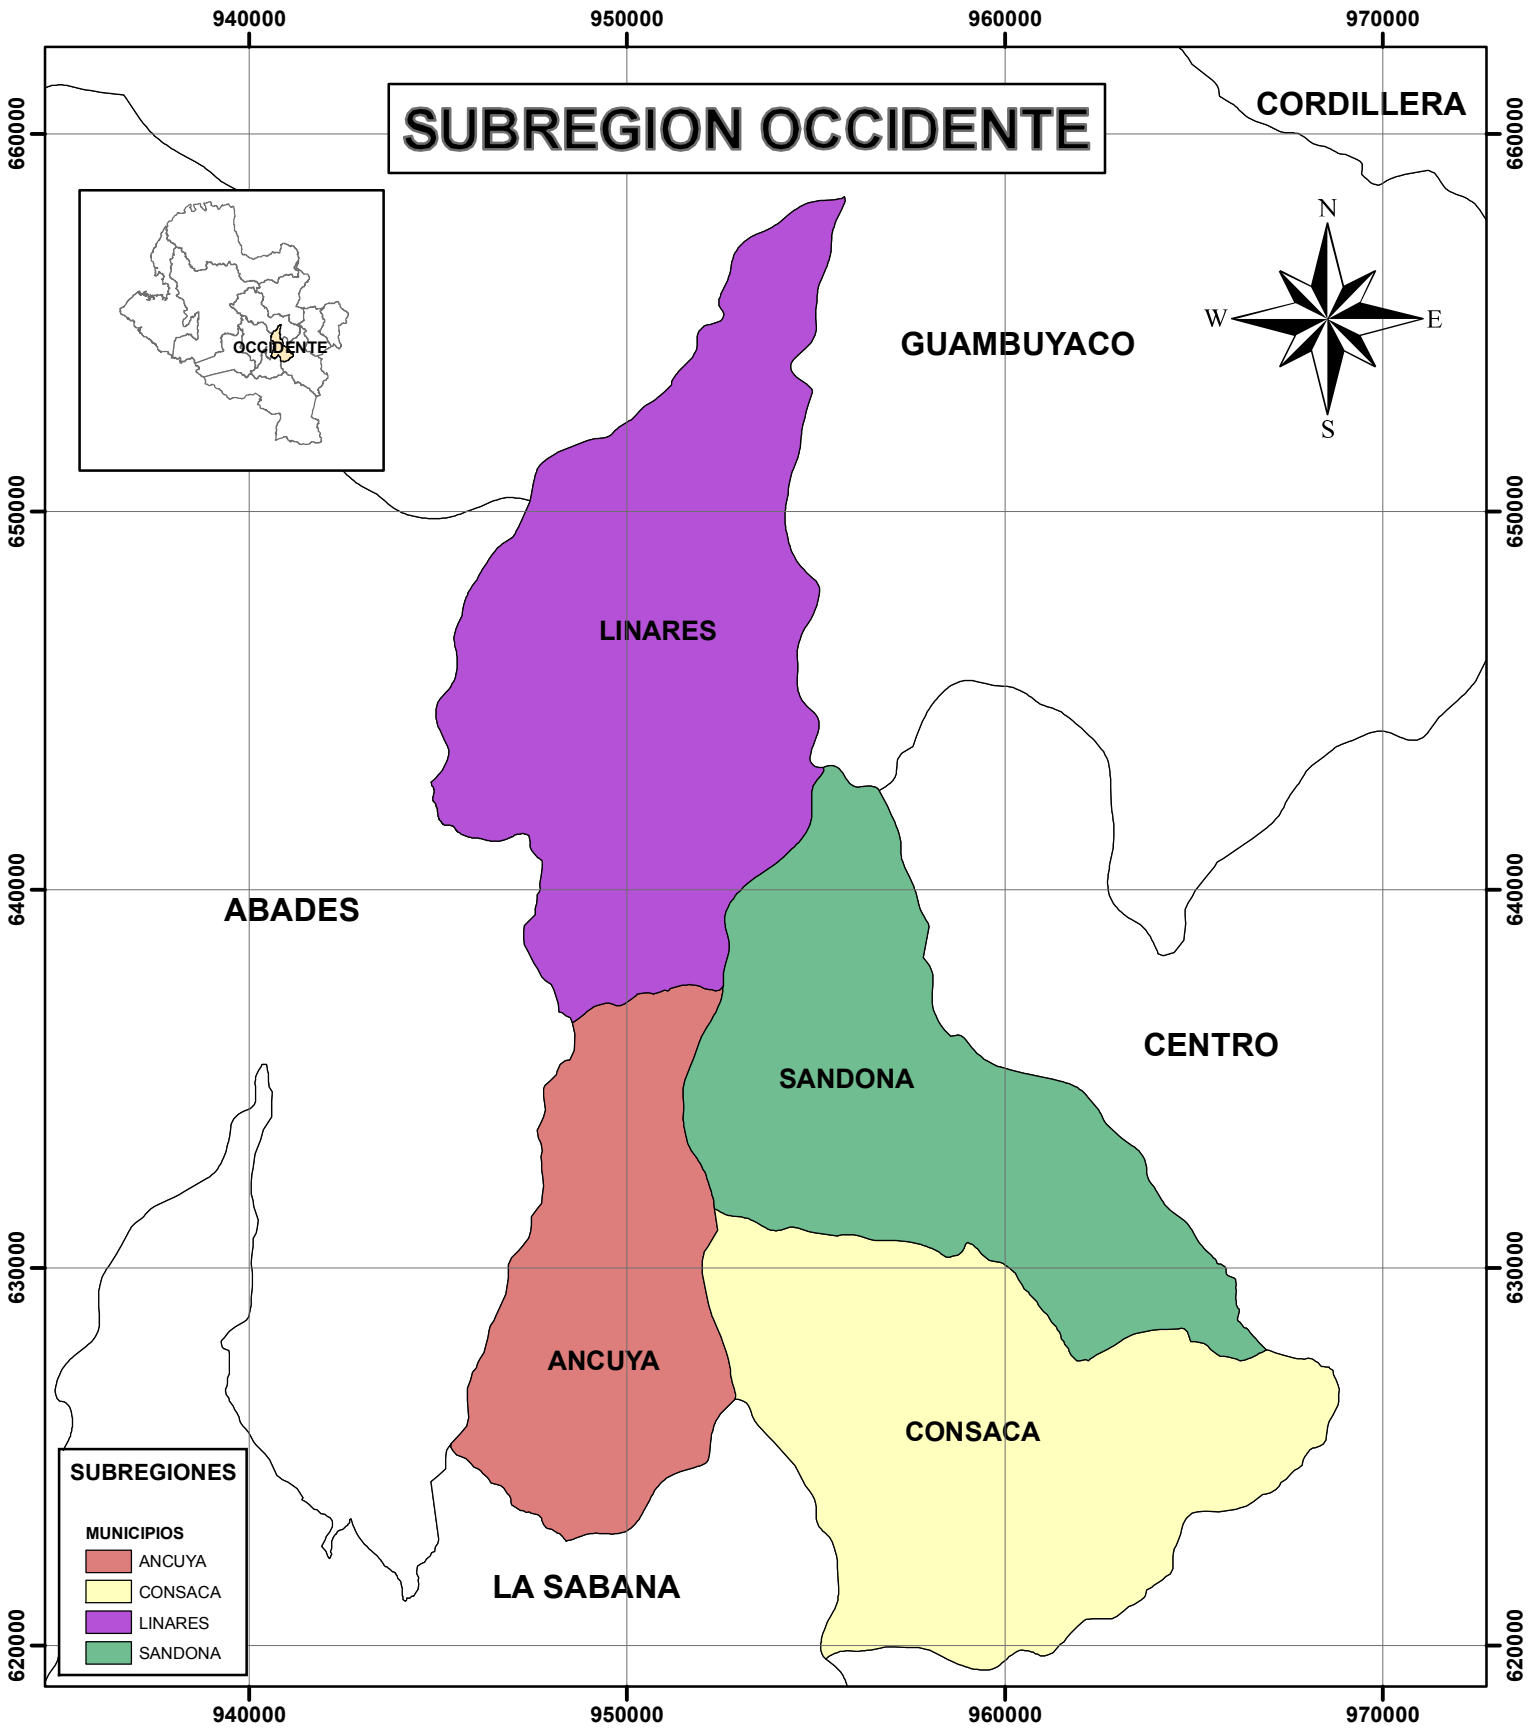 940000 950000 960000 970000
SUBREGION OCCIDENTE
CORDILLERA
660000 660000
N
W E
S
OCCIDENTE
GUAMBUYACO
650000 650000
LINARES
640000 640000
ABADES
CENTRO
SANDONA
630000 630000
ANCUYA
CONSACA
SUBREGIONES
MUNICIPIOS
ANCUYA
CONSACA
LINARES
SANDONA
LA SABANA
620000 620000
940000 950000 960000 970000